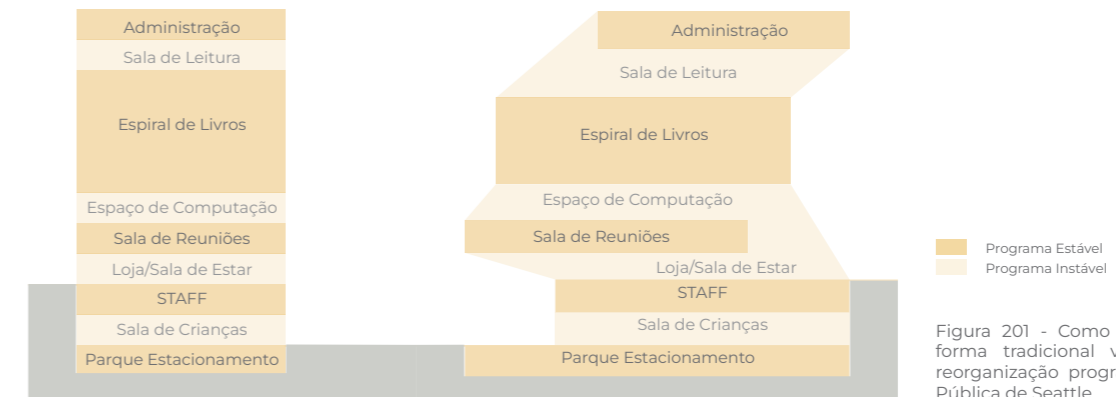 Administração
Sala de Leitura
Espiral de Livros
Espaço de Computação
Sala de Reuniões
Loja/Sala de Estar
STAFF
Sala de Crianças
Parque Estacionamento
Administração
Sala de Leitura
Espiral de Livros
Espaço de Computação
Sala de Reuniões
Loja/Sala de Estar
STAFF
Sala de Crianças
Parque Estacionamento
Programa Estável
Programa Instável
Figura 201 - Como
forma tradicional
reorganização
Pública de Seattle